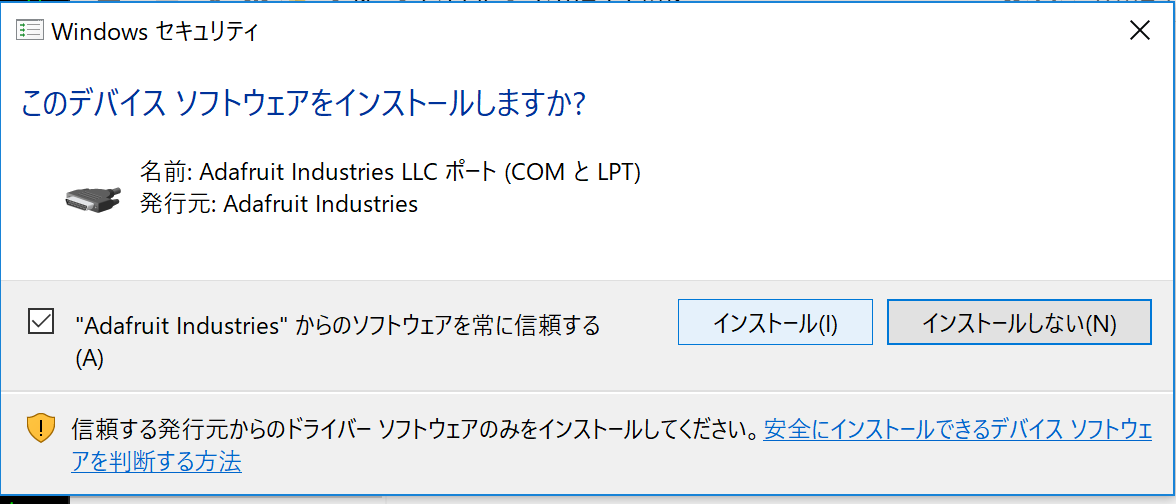 Windows セキュリティ
このデバイス ソフトウェアをインストールしますか?
名前: Adafruit Industries LLC ポート (COM と LPT)
発行元: Adafruit Industries
"Adafruit Industries" からのソフトウェアを常に信頼する
(A)
インストール(I)
インストールしない(N)
信頼する発行元からのドライバー ソフトウェアのみをインストールしてください。安全にインストールできるデバイス ソフトウェ
アを判断する方法